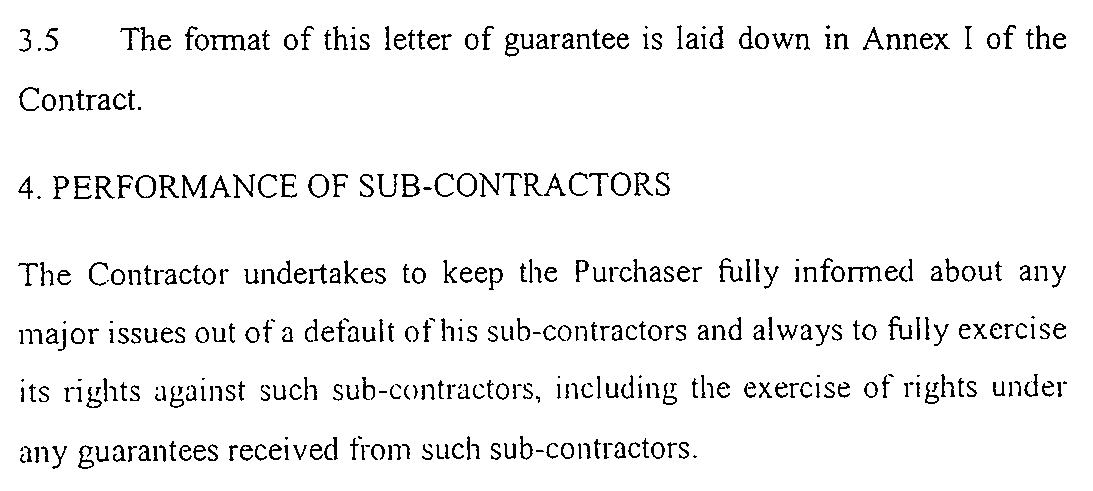 3.5 The format of this letter of guarantee is laid down in Annex I of the
Contract.
4. PERFORMANCE OF SUB-CONTRACTORS
The Contractor undertakes to keep the Purchaser fully informed about any
major issues out of a default of his sub-contractors and always to fully exercise
its rights against such sub-contractors, including the exercise of rights under
any guarantees received from such sub-contractors.